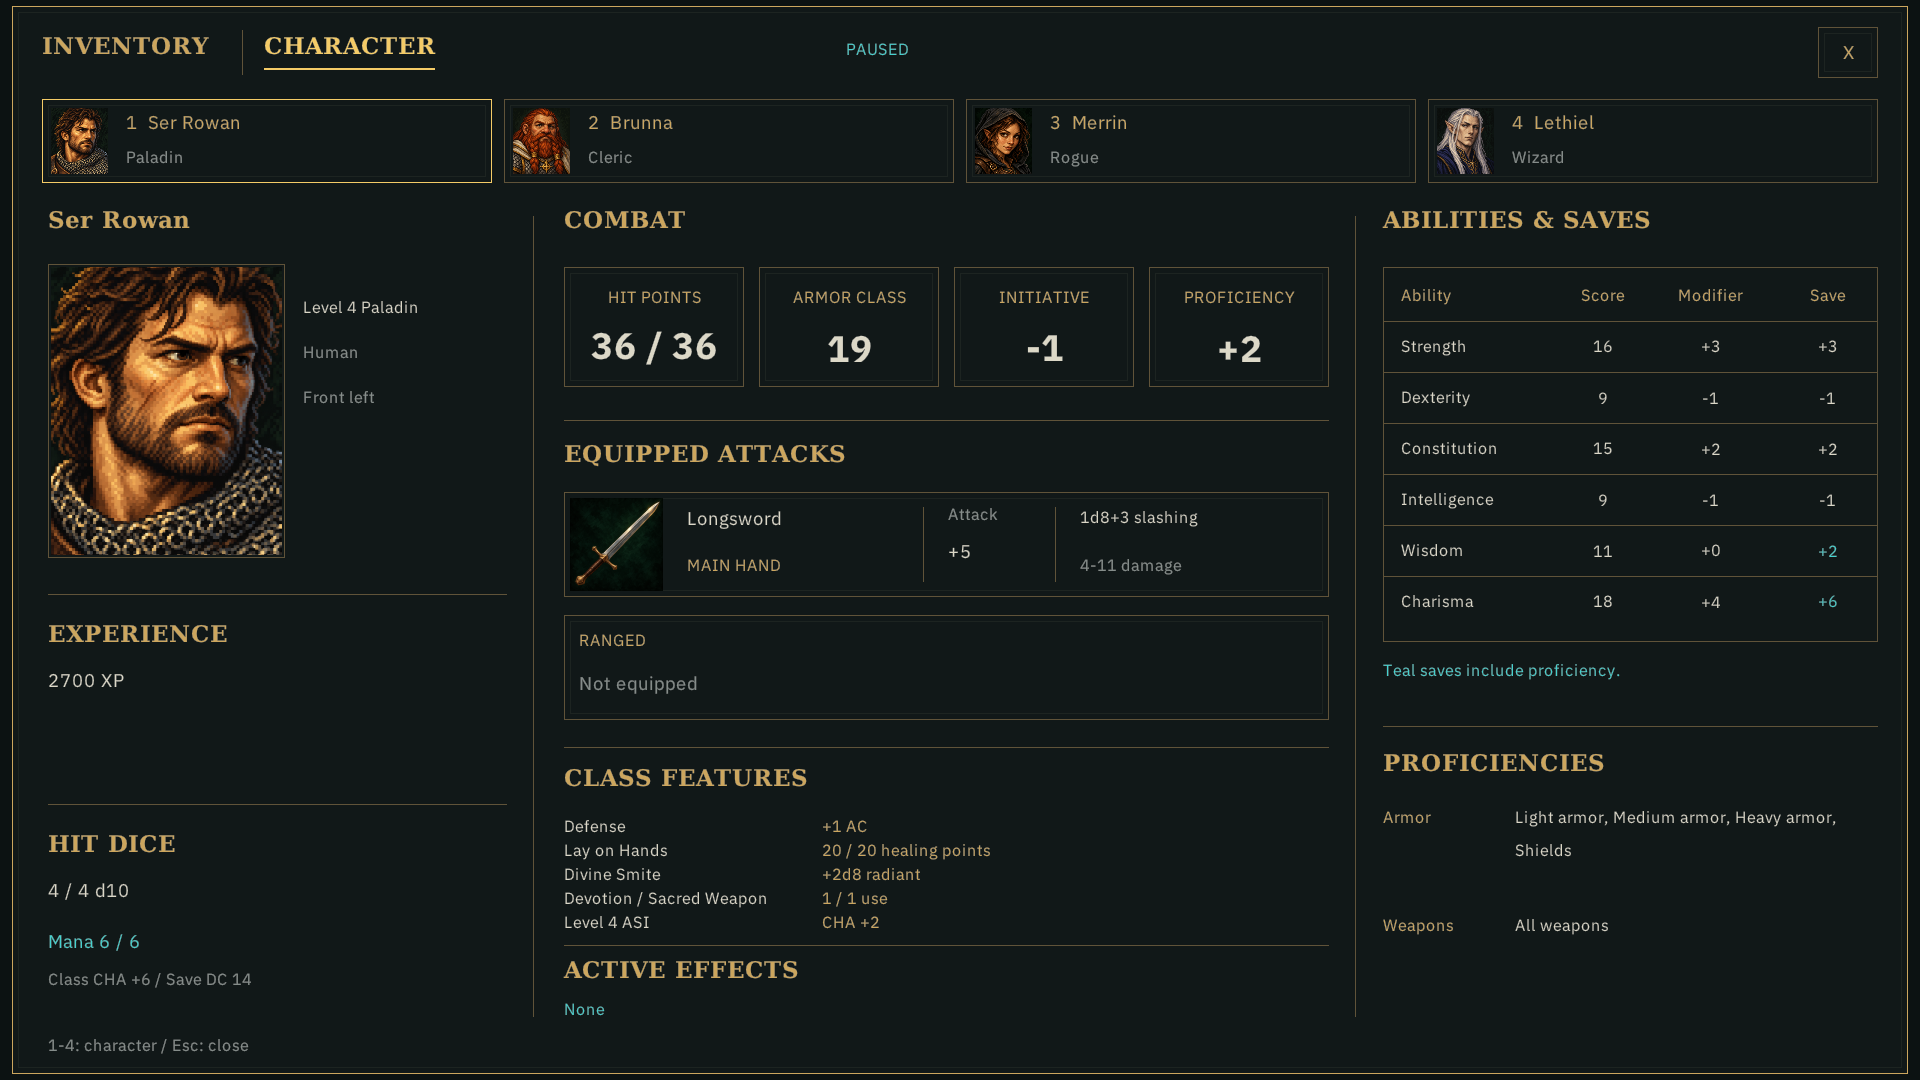 INVENTORY
CHARACTER
PAUSED
X
1 Ser Rowan
Paladin
2 Brunna
Cleric
3 Merrin
Rogue
4 Lethiel
Wizard
Ser Rowan
Level 4 Paladin
Human
Front left
EXPERIENCE
2700 XP
HIT DICE
4 / 4 d10
Mana 6 / 6
Class CHA +6 / Save DC 14
1-4: character / Esc: close
COMBAT
HIT POINTS
36 / 36
ARMOR CLASS
19
INITIATIVE
-1
PROFICIENCY
+2
EQUIPPED ATTACKS
Longsword
MAIN HAND
Attack
+5
1d8+3 slashing
4-11 damage
RANGED
Not equipped
CLASS FEATURES
Defense +1 AC
Lay on Hands 20 / 20 healing points
Divine Smite +2d8 radiant
Devotion / Sacred Weapon 1 / 1 use
Level 4 ASI CHA +2
ACTIVE EFFECTS
None
ABILITIES & SAVES
Ability Score Modifier Save
Strength 16 +3 +3
Dexterity 9 -1 -1
Constitution 15 +2 +2
Intelligence 9 -1 -1
Wisdom 11 +0 +2
Charisma 18 +4 +6
Teal saves include proficiency.
PROFICIENCIES
Armor Light armor, Medium armor, Heavy armor,
Shields
Weapons All weapons